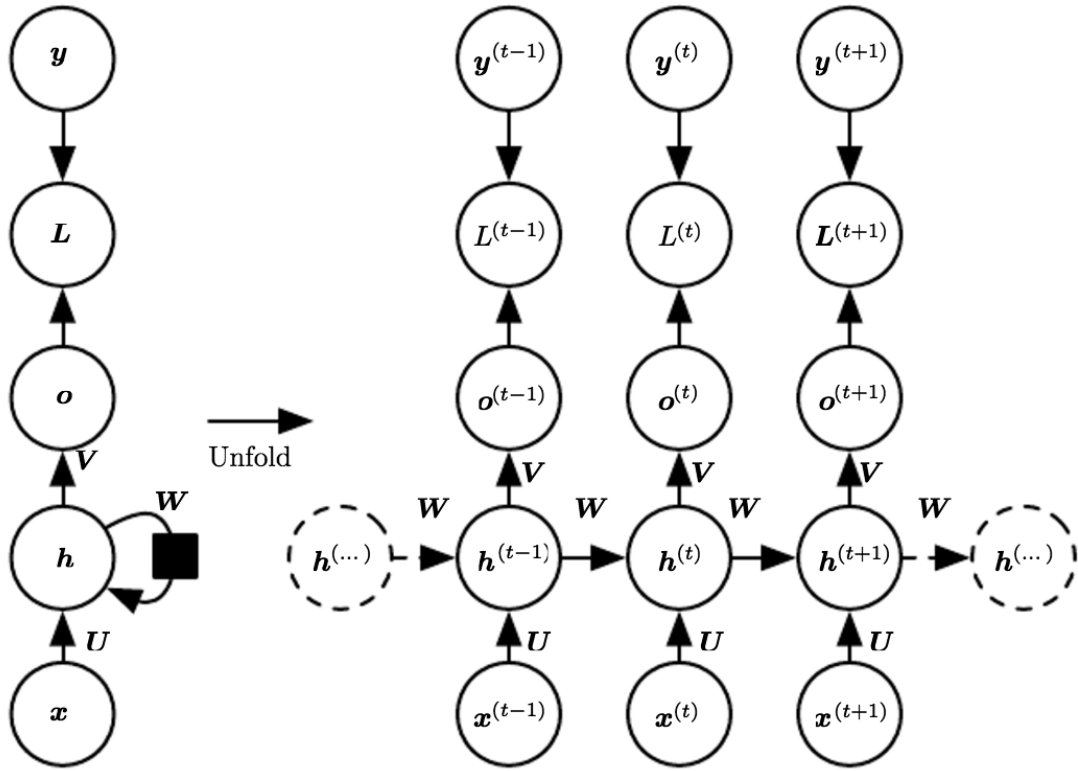 y y^(t−1) y^(t) y^(t+1)
L L^(t−1) L^(t) L^(t+1)
o o^(t−1) o^(t) o^(t+1)
Unfold
V V V V
W W W W W
h h^(...) h^(t−1) h^(t) h^(t+1) h^(...)
U U U U
x x^(t−1) x^(t) x^(t+1)